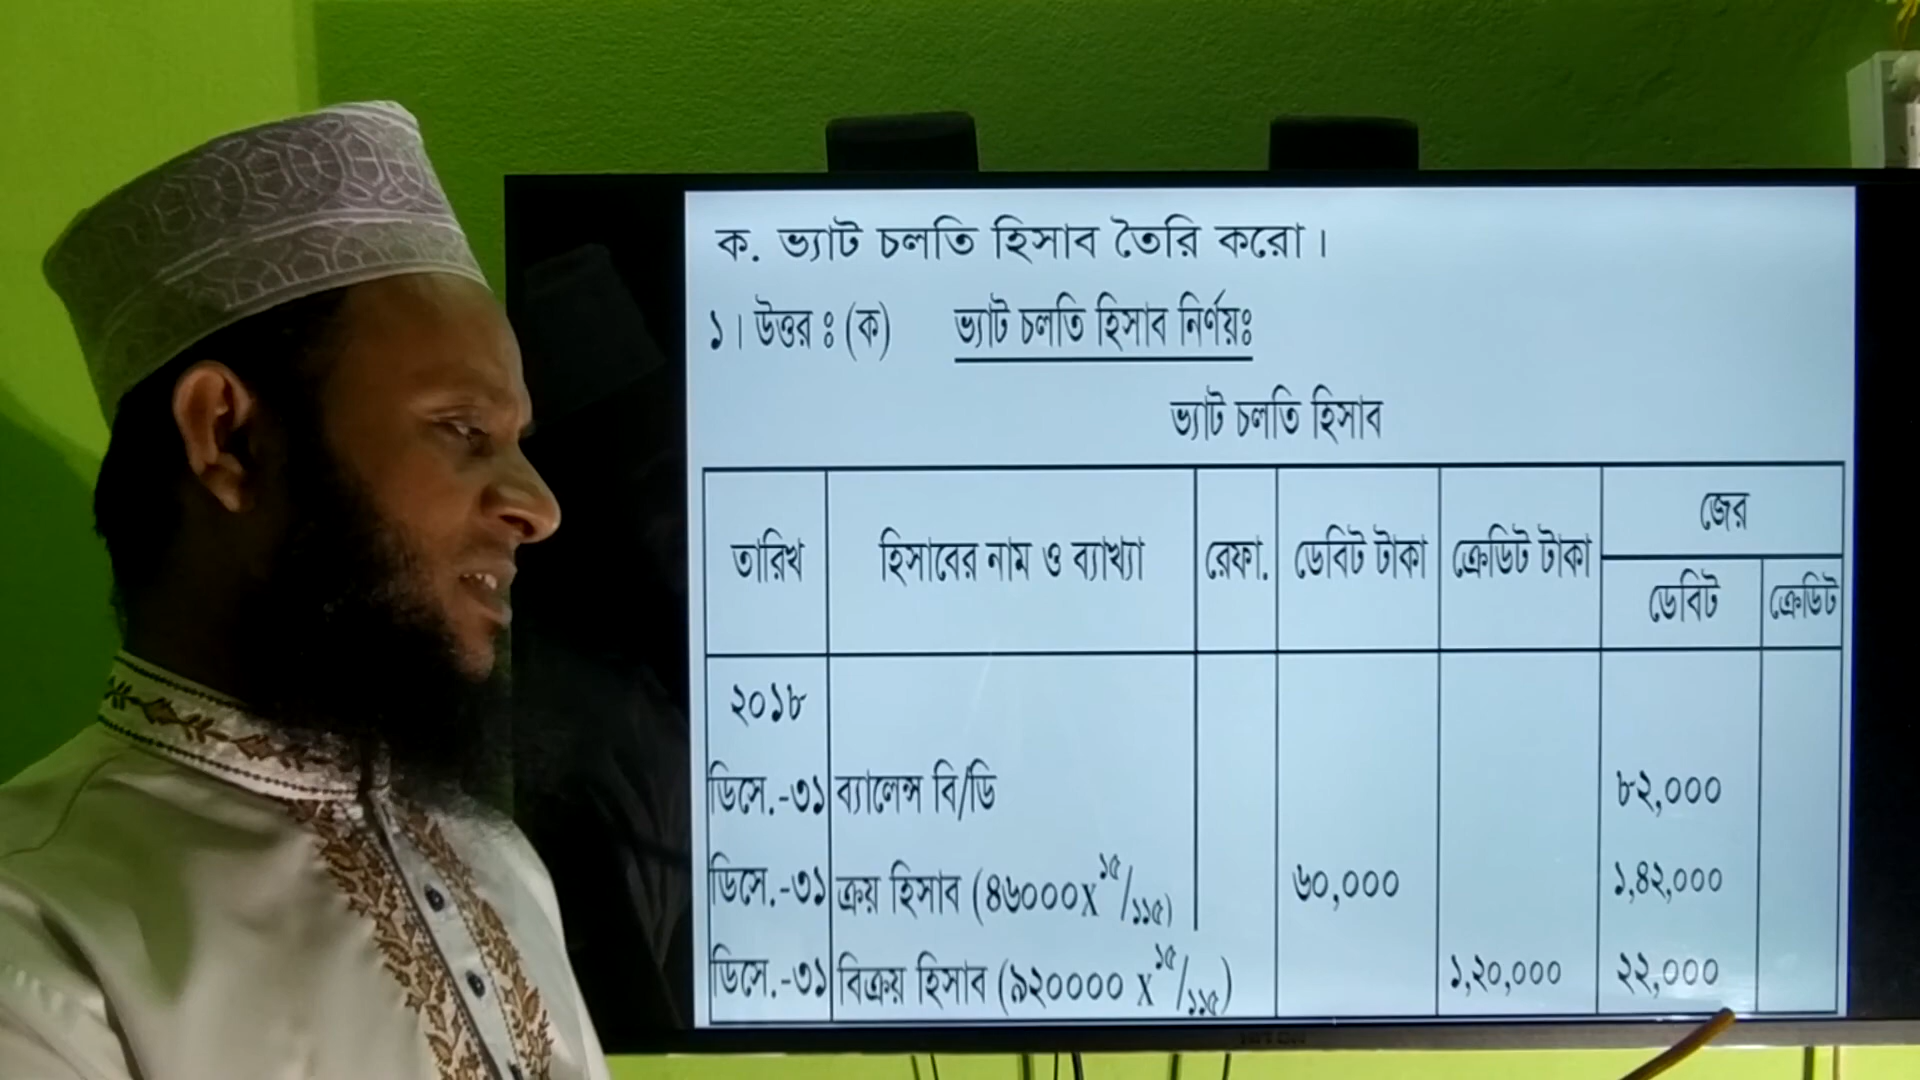 ক. ভ্যাট চলতি হিসাব তৈরি করো।
১। উত্তর ঃ (ক) ভ্যাট চলতি হিসাব নির্ণয়ঃ
ভ্যাট চলতি হিসাব
তারিখ হিসাবের নাম ও ব্যাখ্যা রেফা. ডেবিট টাকা ক্রেডিট টাকা জের
ডেবিট ক্রেডিট
২০১৮
ডিসে.-৩১ ব্যালেন্স বি/ডি ৮২,০০০
ডিসে.-৩১ ক্রয় হিসাব (৪৬০০০x১৫/১১৫) ৬০,০০০ ১,৪২,০০০
ডিসে.-৩১ বিক্রয় হিসাব (৯২০০০০ x১৫/১১৫) ১,২০,০০০ ২২,০০০